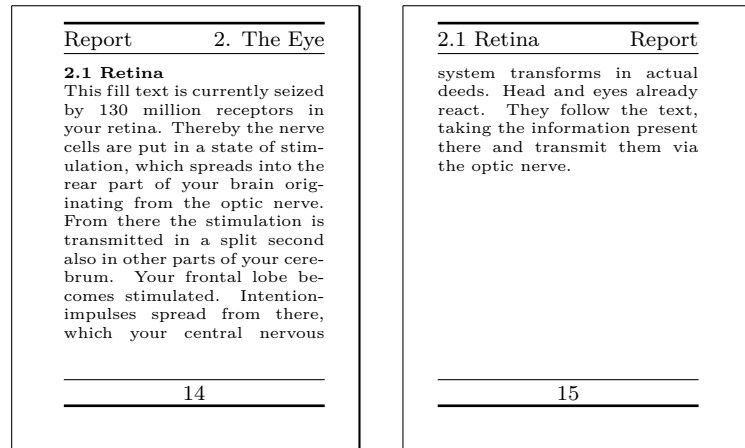 Report 2. The Eye
2.1 Retina
This fill text is currently seized
by 130 million receptors in
your retina. Thereby the nerve
cells are put in a state of stim-
ulation, which spreads into the
rear part of your brain orig-
inating from the optic nerve.
From there the stimulation is
transmitted in a split second
also in other parts of your cere-
brum. Your frontal lobe be-
comes stimulated. Intention-
impulses spread from there,
which your central nervous
14
2.1 Retina Report
system transforms in actual
deeds. Head and eyes already
react. They follow the text,
taking the information present
there and transmit them via
the optic nerve.
15